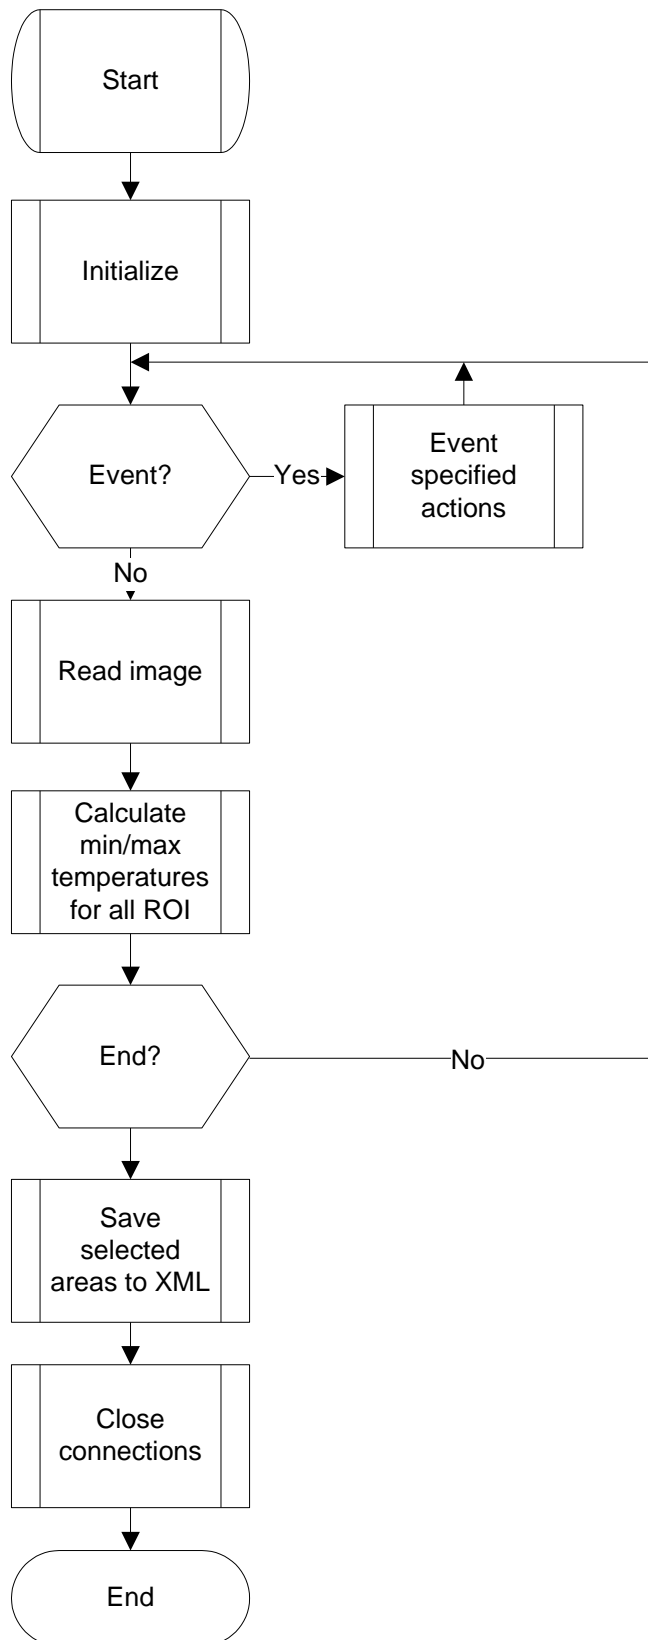 Start
Initialize
Event?
Yes
Event
specified
actions
No
Read image
Calculate
min/max
temperatures
for all ROI
End?
No
Save
selected
areas to XML
Close
connections
End